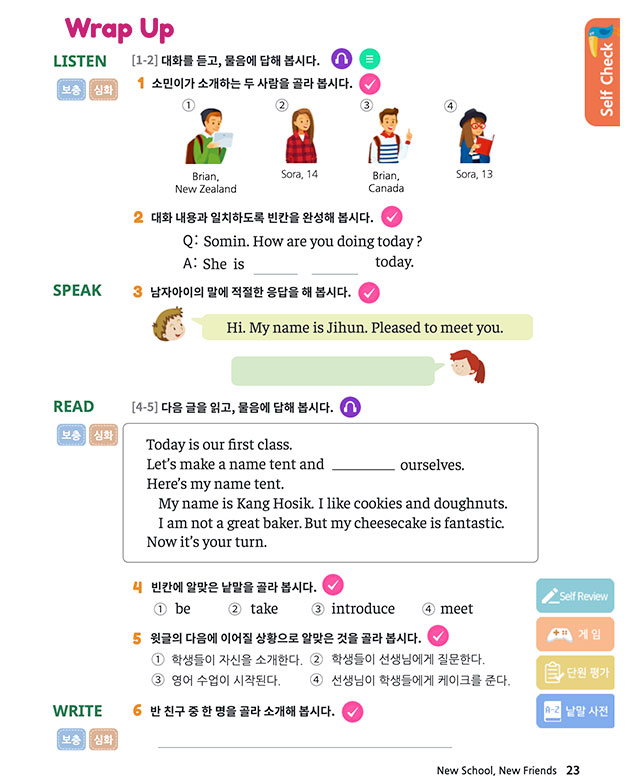 Wrap Up
Self Check
LISTEN
[1-2] 대화를 듣고, 물음에 답해 봅시다.
보충 심화
1 소민이가 소개하는 두 사람을 골라 봅시다.
① ② ③ ④
Brian, New Zealand
Sora, 14
Brian, Canada
Sora, 13
2 대화 내용과 일치하도록 빈칸을 완성해 봅시다.
Q: Somin. How are you doing today ?
A: She is ______ ______ today.
SPEAK
3 남자아이의 말에 적절한 응답을 해 봅시다.
Hi. My name is Jihun. Pleased to meet you.
READ
[4-5] 다음 글을 읽고, 물음에 답해 봅시다.
보충 심화
Today is our first class.
Let's make a name tent and ________ ourselves.
Here's my name tent.
My name is Kang Hosik. I like cookies and doughnuts.
I am not a great baker. But my cheesecake is fantastic.
Now it's your turn.
4 빈칸에 알맞은 낱말을 골라 봅시다.
① be ② take ③ introduce ④ meet
5 윗글의 다음에 이어질 상황으로 알맞은 것을 골라 봅시다.
① 학생들이 자신을 소개한다. ② 학생들이 선생님에게 질문한다.
③ 영어 수업이 시작된다. ④ 선생님이 학생들에게 케이크를 준다.
WRITE
6 반 친구 중 한 명을 골라 소개해 봅시다.
보충 심화
Self Review
게 임
단원 평가
A-Z 낱말 사전
New School, New Friends 23